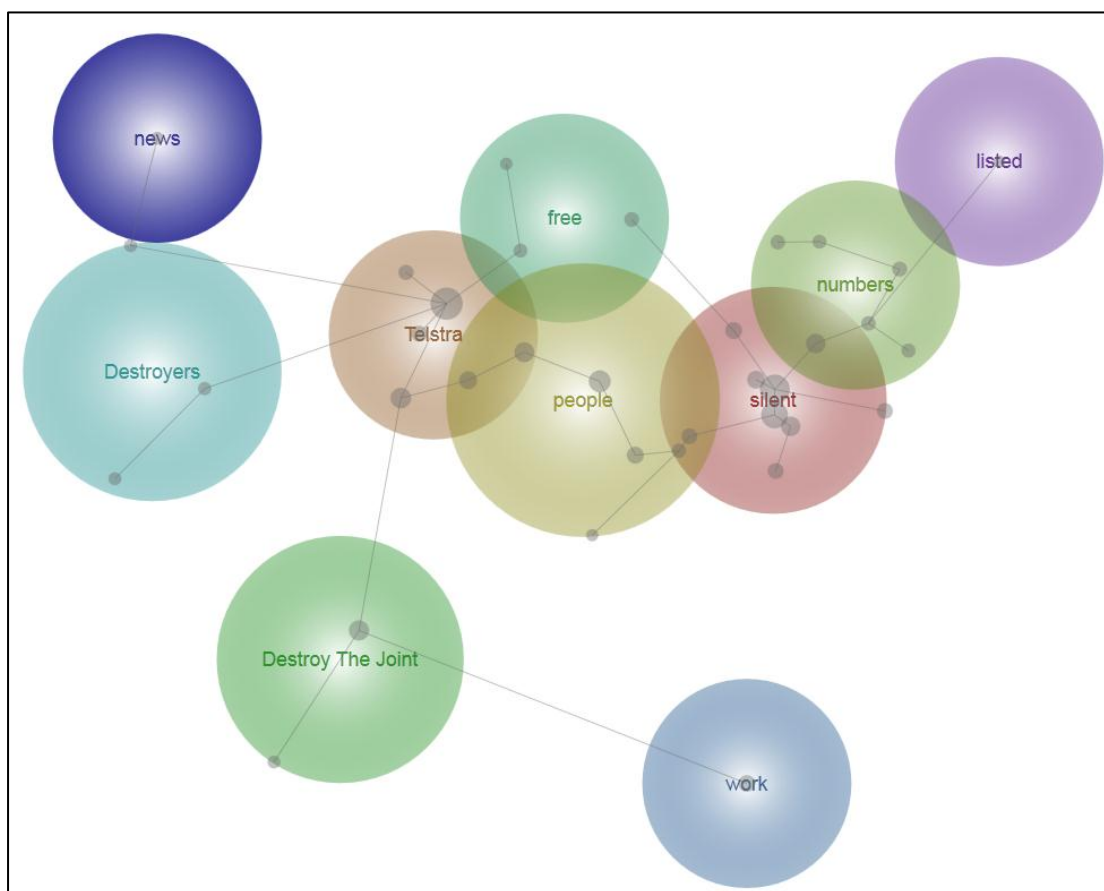 news
listed
free
numbers
Telstra
Destroyers
people
silent
Destroy The Joint
work